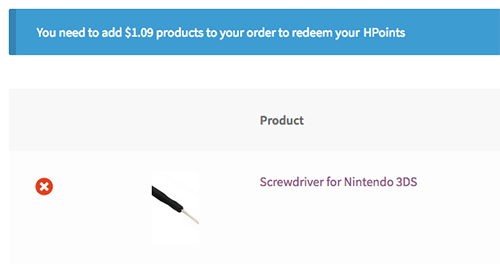 You need to add $1.09 products to your order to redeem your HPoints
Product
Screwdriver for Nintendo 3DS